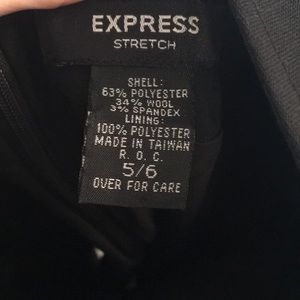 EXPRESS
STRETCH
SHELL:
63% POLYESTER
34% WOOL
3% SPANDEX
LINING:
100% POLYESTER
MADE IN TAIWAN
R. O. C.
5/6
OVER FOR CARE